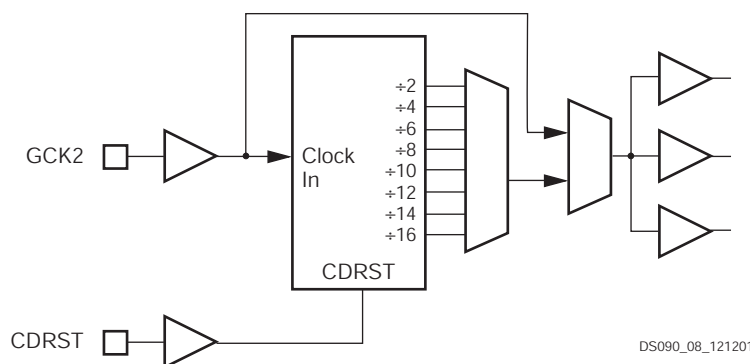 ÷2
÷4
÷6
÷8
÷10
÷12
÷14
÷16
GCK2
Clock
In
CDRST
CDRST
DS090_08_121201